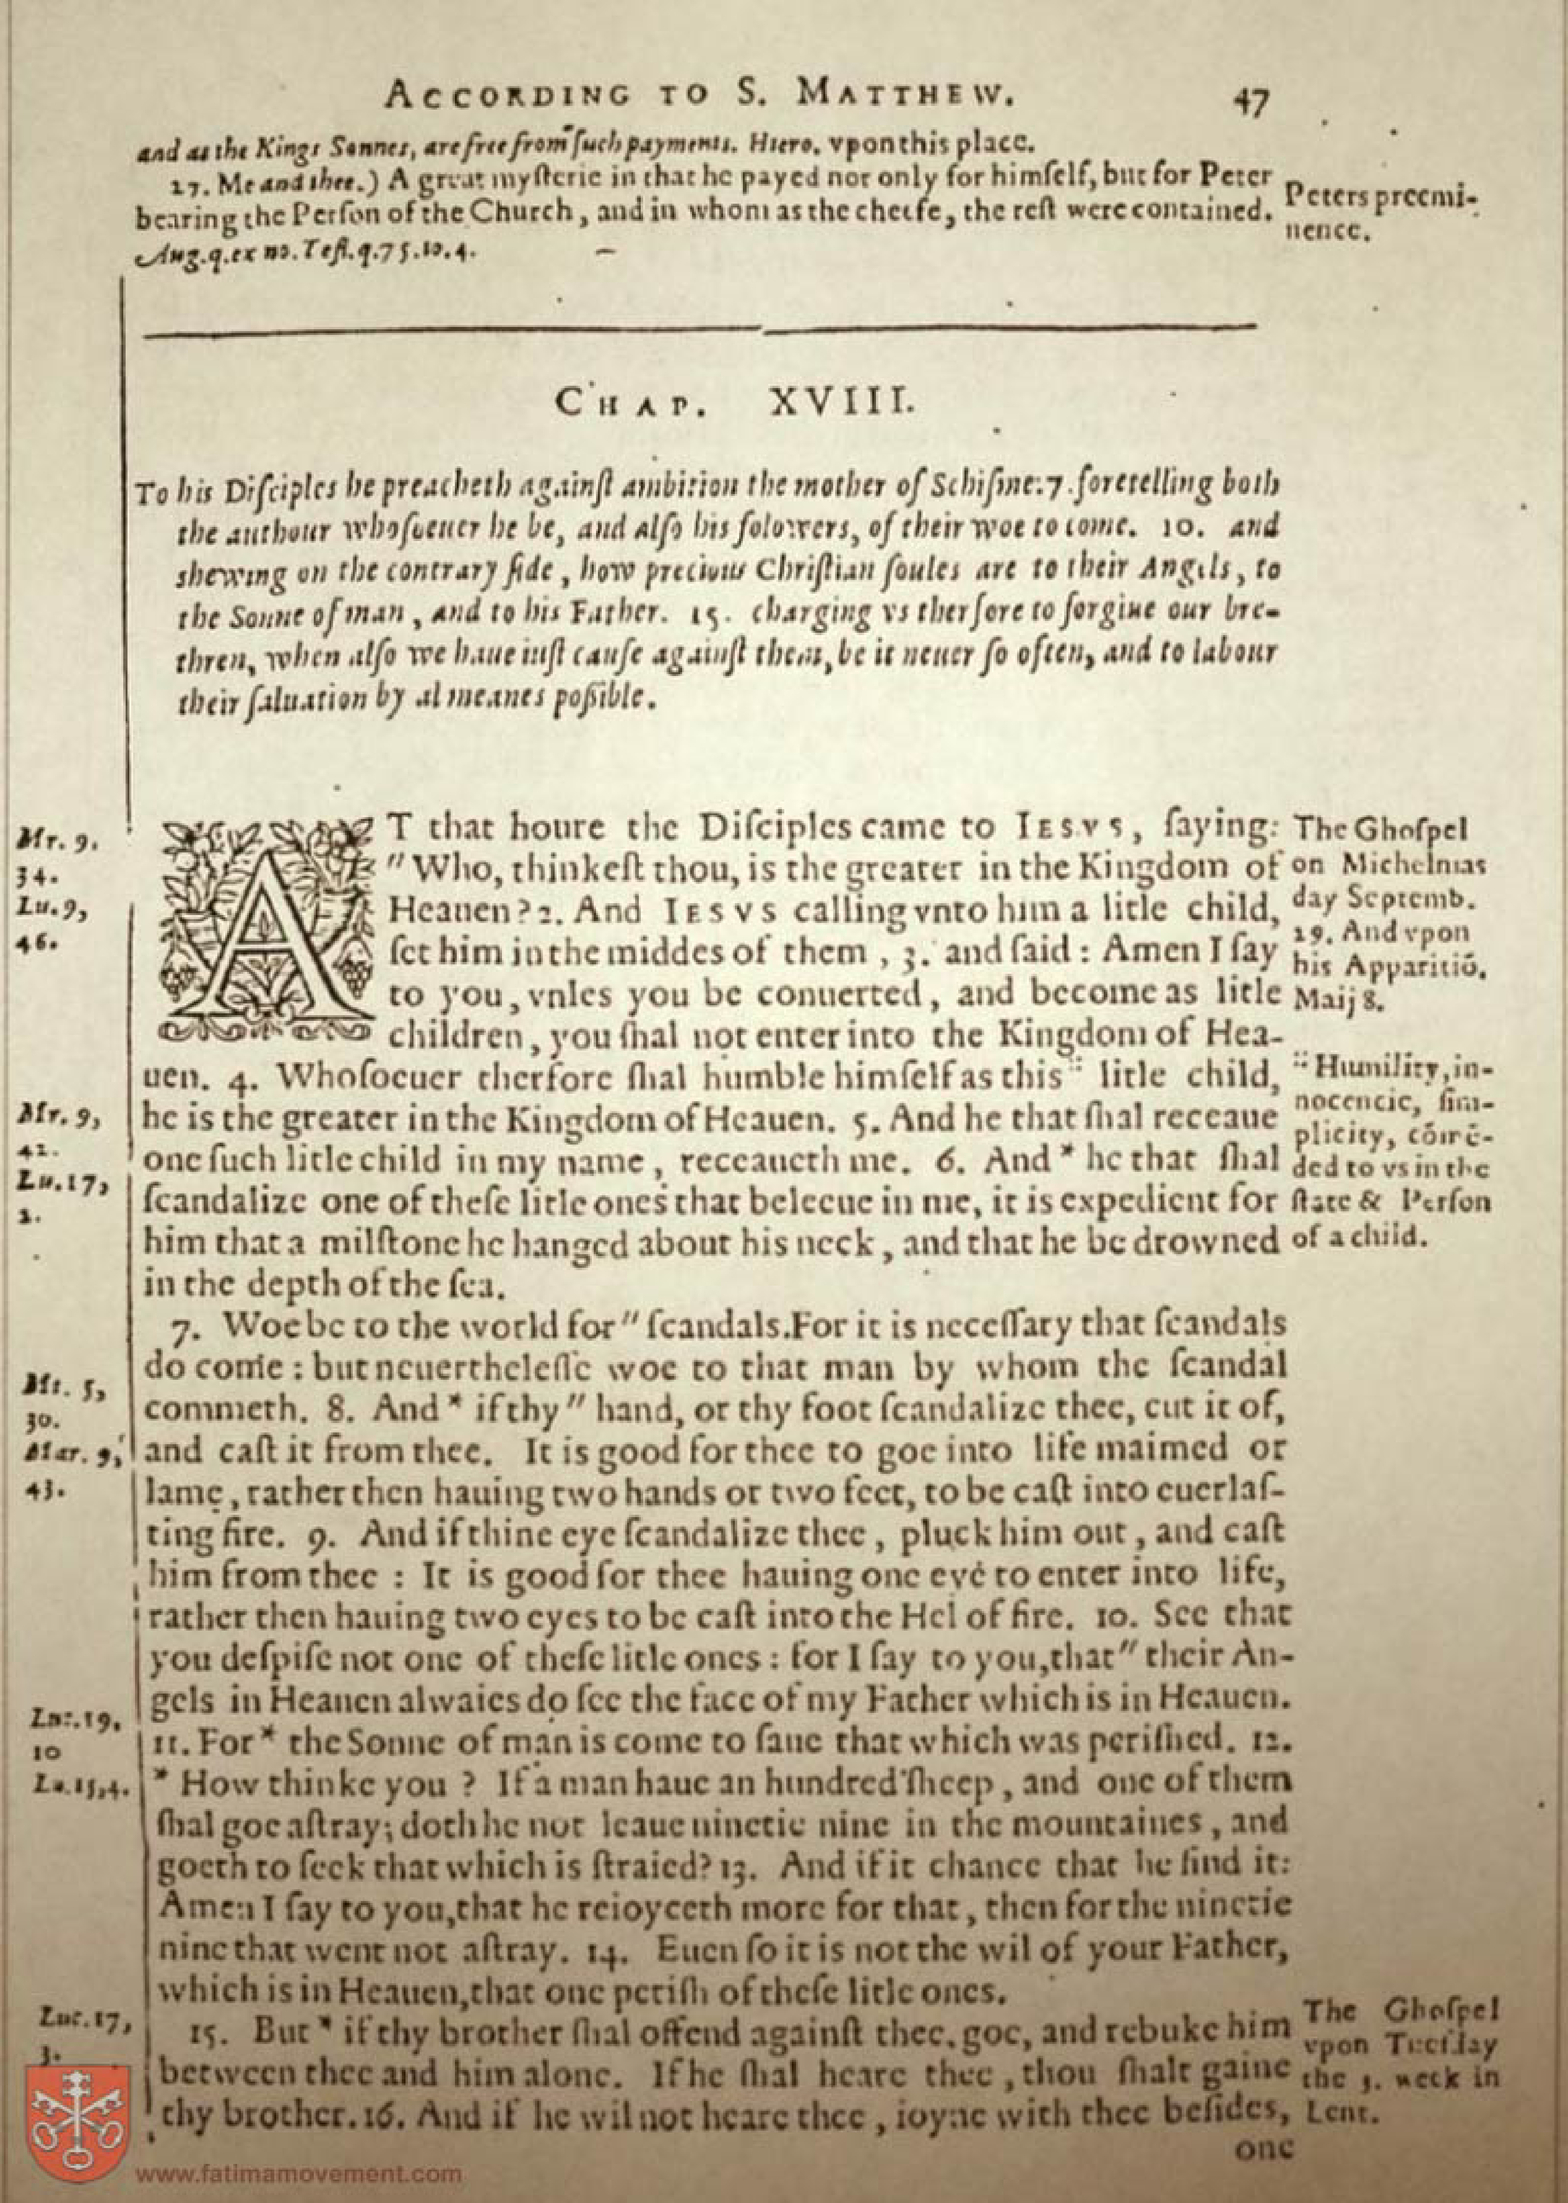 ACCORDING TO S. MATTHEW. 47
and as the Kings Sonnes, are free from such payments. Hiero. vpon this place.
27. Me and thee.) A great mysterie in that he payed not only for himself, but for Peter
bearing the Person of the Church, and in whom as the cheefe, the rest were contained.
Aug. q. ex no. Test. q. 75. to. 4.
Peters preemi-
nence.
CHAP. XVIII.
To his Disciples he preacheth against ambition the mother of Schisme: 7. foretelling both
the authour whosoeuer he be, and also his folowers, of their woe to come. 10. and
shewing on the contrary side, how precious Christian soules are to their Angels, to
the Sonne of man, and to his Father. 15. charging vs therfore to forgiue our bre-
thren, when also we haue iust cause against them, be it neuer so often, and to labour
their saluation by al meanes possible.
Mr. 9.
34.
Lu. 9,
46.
AT that houre the Disciples came to IESVS, saying:
"Who, thinkest thou, is the greater in the Kingdom of
Heauen? 2. And IESVS calling vnto him a litle child,
set him in the middes of them, 3. and said: Amen I say
to you, vnles you be conuerted, and become as litle
children, you shal not enter into the Kingdom of Hea-
uen. 4. Whosoeuer therfore shal humble himself as this :: litle child,
he is the greater in the Kingdom of Heauen. 5. And he that shal receaue
one such litle child in my name, receaueth me. 6. And * he that shal
scandalize one of these litle ones that beleeue in me, it is expedient for
him that a milstone be hanged about his neck, and that he be drowned
in the depth of the sea.
The Ghospel
on Michelmas
day Septemb.
29. And vpon
his Apparitiō.
Maij 8.
:: Humility, in-
nocencie, sim-
plicity, cōmē-
ded to vs in the
state & Person
of a child.
Mr. 9,
42.
Lu. 17,
2.
7. Woe be to the world for " scandals. For it is necessary that scandals
do come: but neuerthelesse woe to that man by whom the scandal
commeth. 8. And * if thy " hand, or thy foot scandalize thee, cut it of,
and cast it from thee. It is good for thee to goe into life maimed or
lame, rather then hauing two hands or two feet, to be cast into euerlas-
ting fire. 9. And if thine eye scandalize thee, pluck him out, and cast
him from thee: It is good for thee hauing one eye to enter into life,
rather then hauing two eyes to be cast into the Hel of fire. 10. See that
you despise not one of these litle ones: for I say to you, that " their An-
gels in Heauen alwaies do see the face of my Father which is in Heauen.
11. For * the Sonne of man is come to saue that which was perished. 12.
* How thinke you? If a man haue an hundred sheep, and one of them
shal goe astray; doth he not leaue ninetie nine in the mountaines, and
goeth to seek that which is straied? 13. And if it chance that he find it:
Amen I say to you, that he reioyceth more for that, then for the ninetie
nine that went not astray. 14. Euen so it is not the wil of your Father,
which is in Heauen, that one perish of these litle ones.
Mt. 5,
30.
Mar. 9,
43.
Luc. 19,
10
Lu. 15, 4.
15. But * if thy brother shal offend against thee, goe, and rebuke him
between thee and him alone. If he shal heare thee, thou shalt gaine
thy brother. 16. And if he wil not heare thee, ioyne with thee besides,
one
Luc. 17,
3.
The Ghospel
vpon Tuesday
the 3. week in
Lent.
www.fatimamovement.com